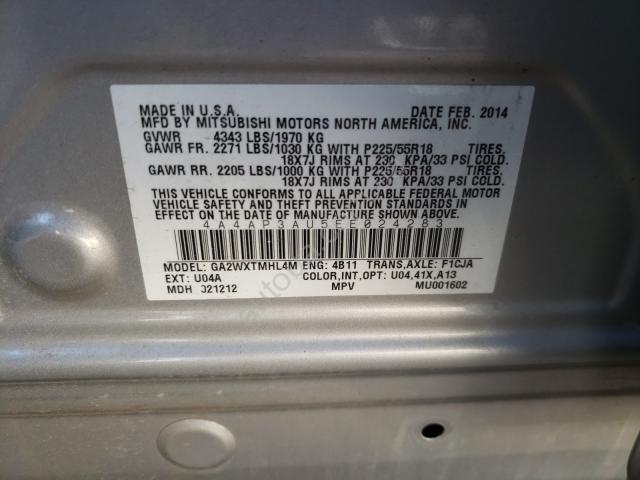 MADE IN U.S.A. DATE FEB. 2014
MFD BY MITSUBISHI MOTORS NORTH AMERICA, INC.
GVWR 4343 LBS/1970 KG
GAWR FR. 2271 LBS/1030 KG WITH P225/55R18 TIRES.
18X7J RIMS AT 230 KPA/33 PSI COLD.
GAWR RR. 2205 LBS/1000 KG WITH P225/55R18 TIRES.
18X7J RIMS AT 230 KPA/33 PSI COLD.
THIS VEHICLE CONFORMS TO ALL APPLICABLE FEDERAL MOTOR
VEHICLE SAFETY AND THEFT PREVENTION STANDARDS IN
EFFECT ON THE DATE OF MANUFACTURE SHOWN ABOVE.
4A4AP3AU5EE024283
MODEL: GA2WXTMHL4M ENG: 4B11 TRANS,AXLE: F1CJA
EXT: U04A COLOR,INT,OPT: U04,41X,A13
MDH 021212 MPV MU001602